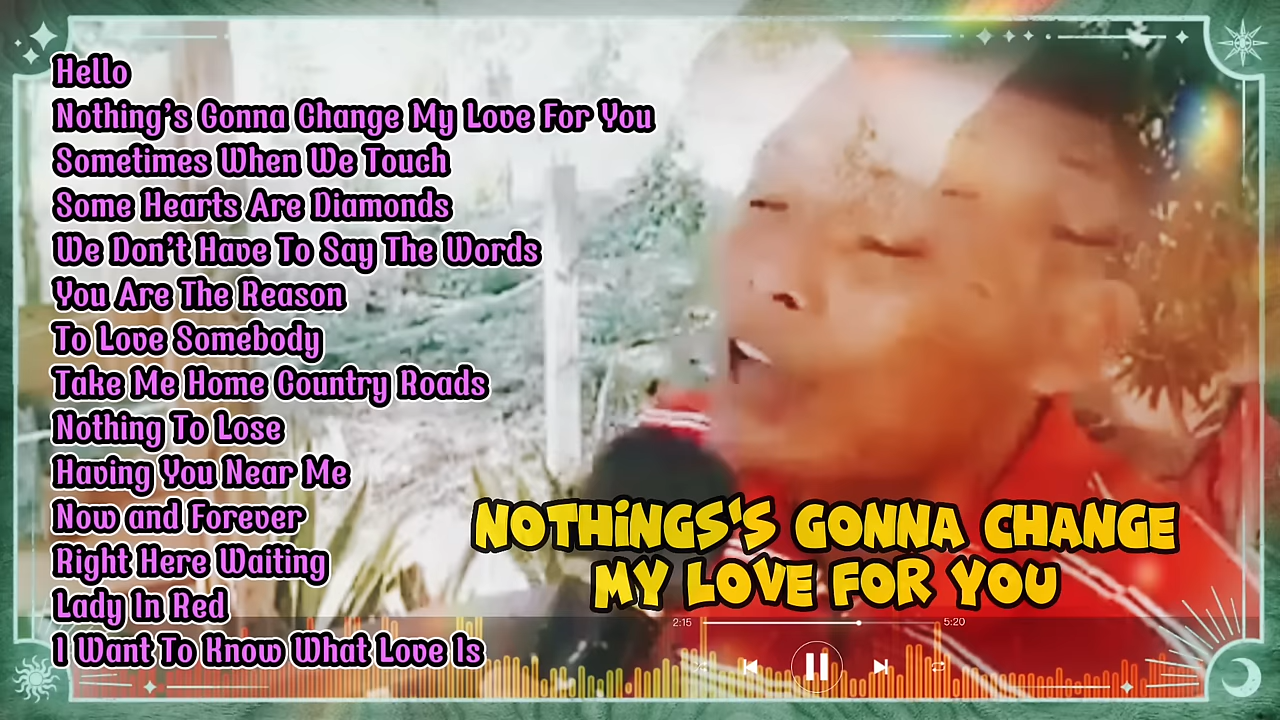 Hello
Nothing's Gonna Change My Love For You
Sometimes When We Touch
Some Hearts Are Diamonds
We Don't Have To Say The Words
You Are The Reason
To Love Somebody
Take Me Home Country Roads
Nothing To Lose
Having You Near Me
Now and Forever
Right Here Waiting
Lady In Red
I Want To Know What Love Is
NOTHiNGS'S GONNA CHANGE
MY LOVE FOR YOU
2:15 5:20